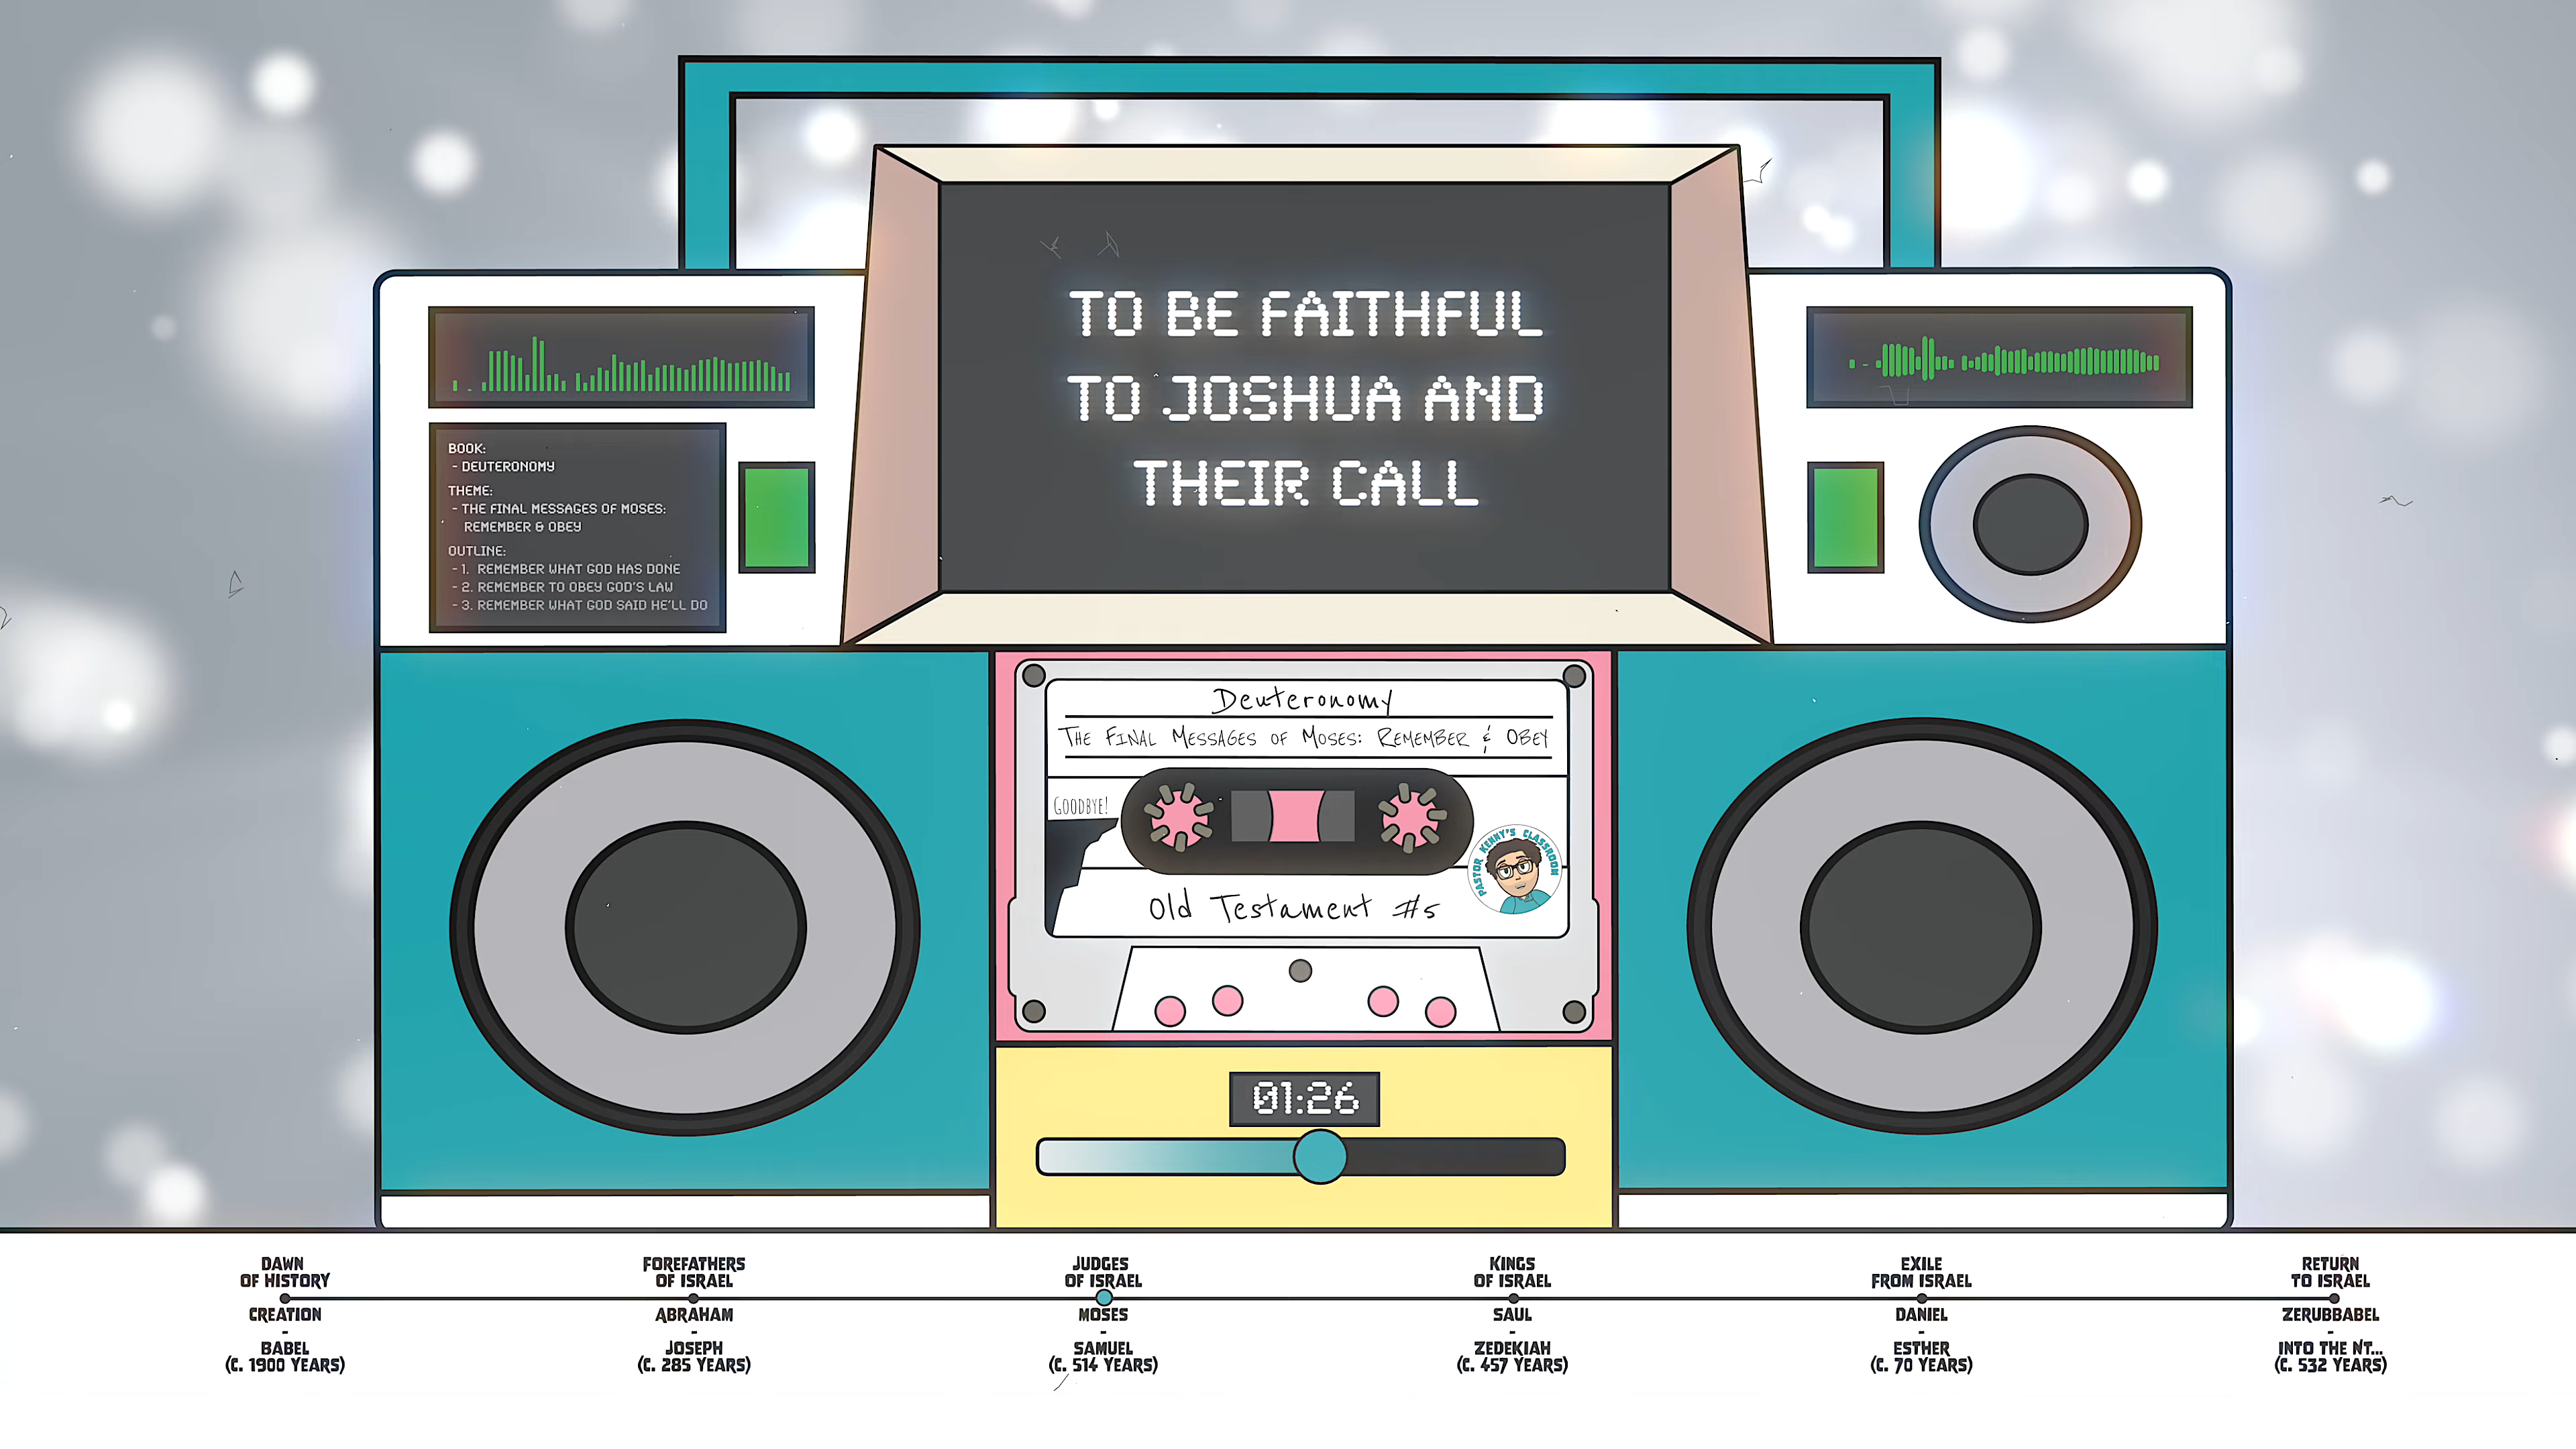 TO BE FAITHFUL
TO JOSHUA AND
THEIR CALL
BOOK:
- DEUTERONOMY
THEME:
- THE FINAL MESSAGES OF MOSES:
REMEMBER & OBEY
OUTLINE:
- 1. REMEMBER WHAT GOD HAS DONE
- 2. REMEMBER TO OBEY GOD'S LAW
- 3. REMEMBER WHAT GOD SAID HE'LL DO
Deuteronomy
THE FINAL MESSAGES OF MOSES: REMEMBER & OBEY
GOODBYE!
PASTOR KENNY'S CLASSROOM
Old Testament #5
01:26
DAWN
OF HISTORY
CREATION
-
BABEL
(C. 1900 YEARS)
FOREFATHERS
OF ISRAEL
ABRAHAM
-
JOSEPH
(C. 285 YEARS)
JUDGES
OF ISRAEL
MOSES
-
SAMUEL
(C. 514 YEARS)
KINGS
OF ISRAEL
SAUL
-
ZEDEKIAH
(C. 457 YEARS)
EXILE
FROM ISRAEL
DANIEL
-
ESTHER
(C. 70 YEARS)
RETURN
TO ISRAEL
ZERUBBABEL
-
INTO THE NT...
(C. 532 YEARS)